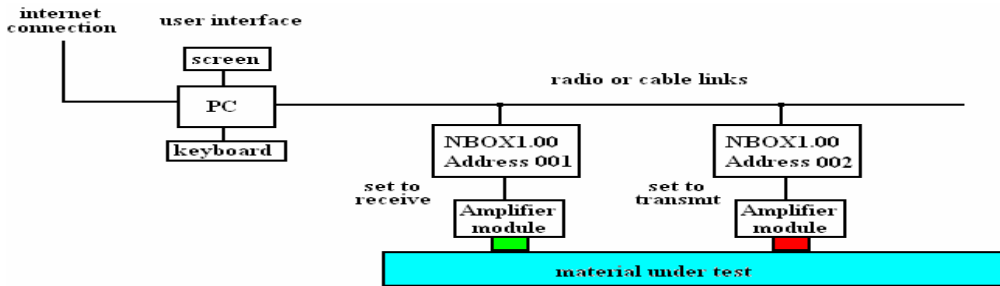 internet
connection
user interface
screen
PC
keyboard
radio or cable links
NBOX1.00
Address 001
NBOX1.00
Address 002
set to
receive
Amplifier
module
set to
transmit
Amplifier
module
material under test